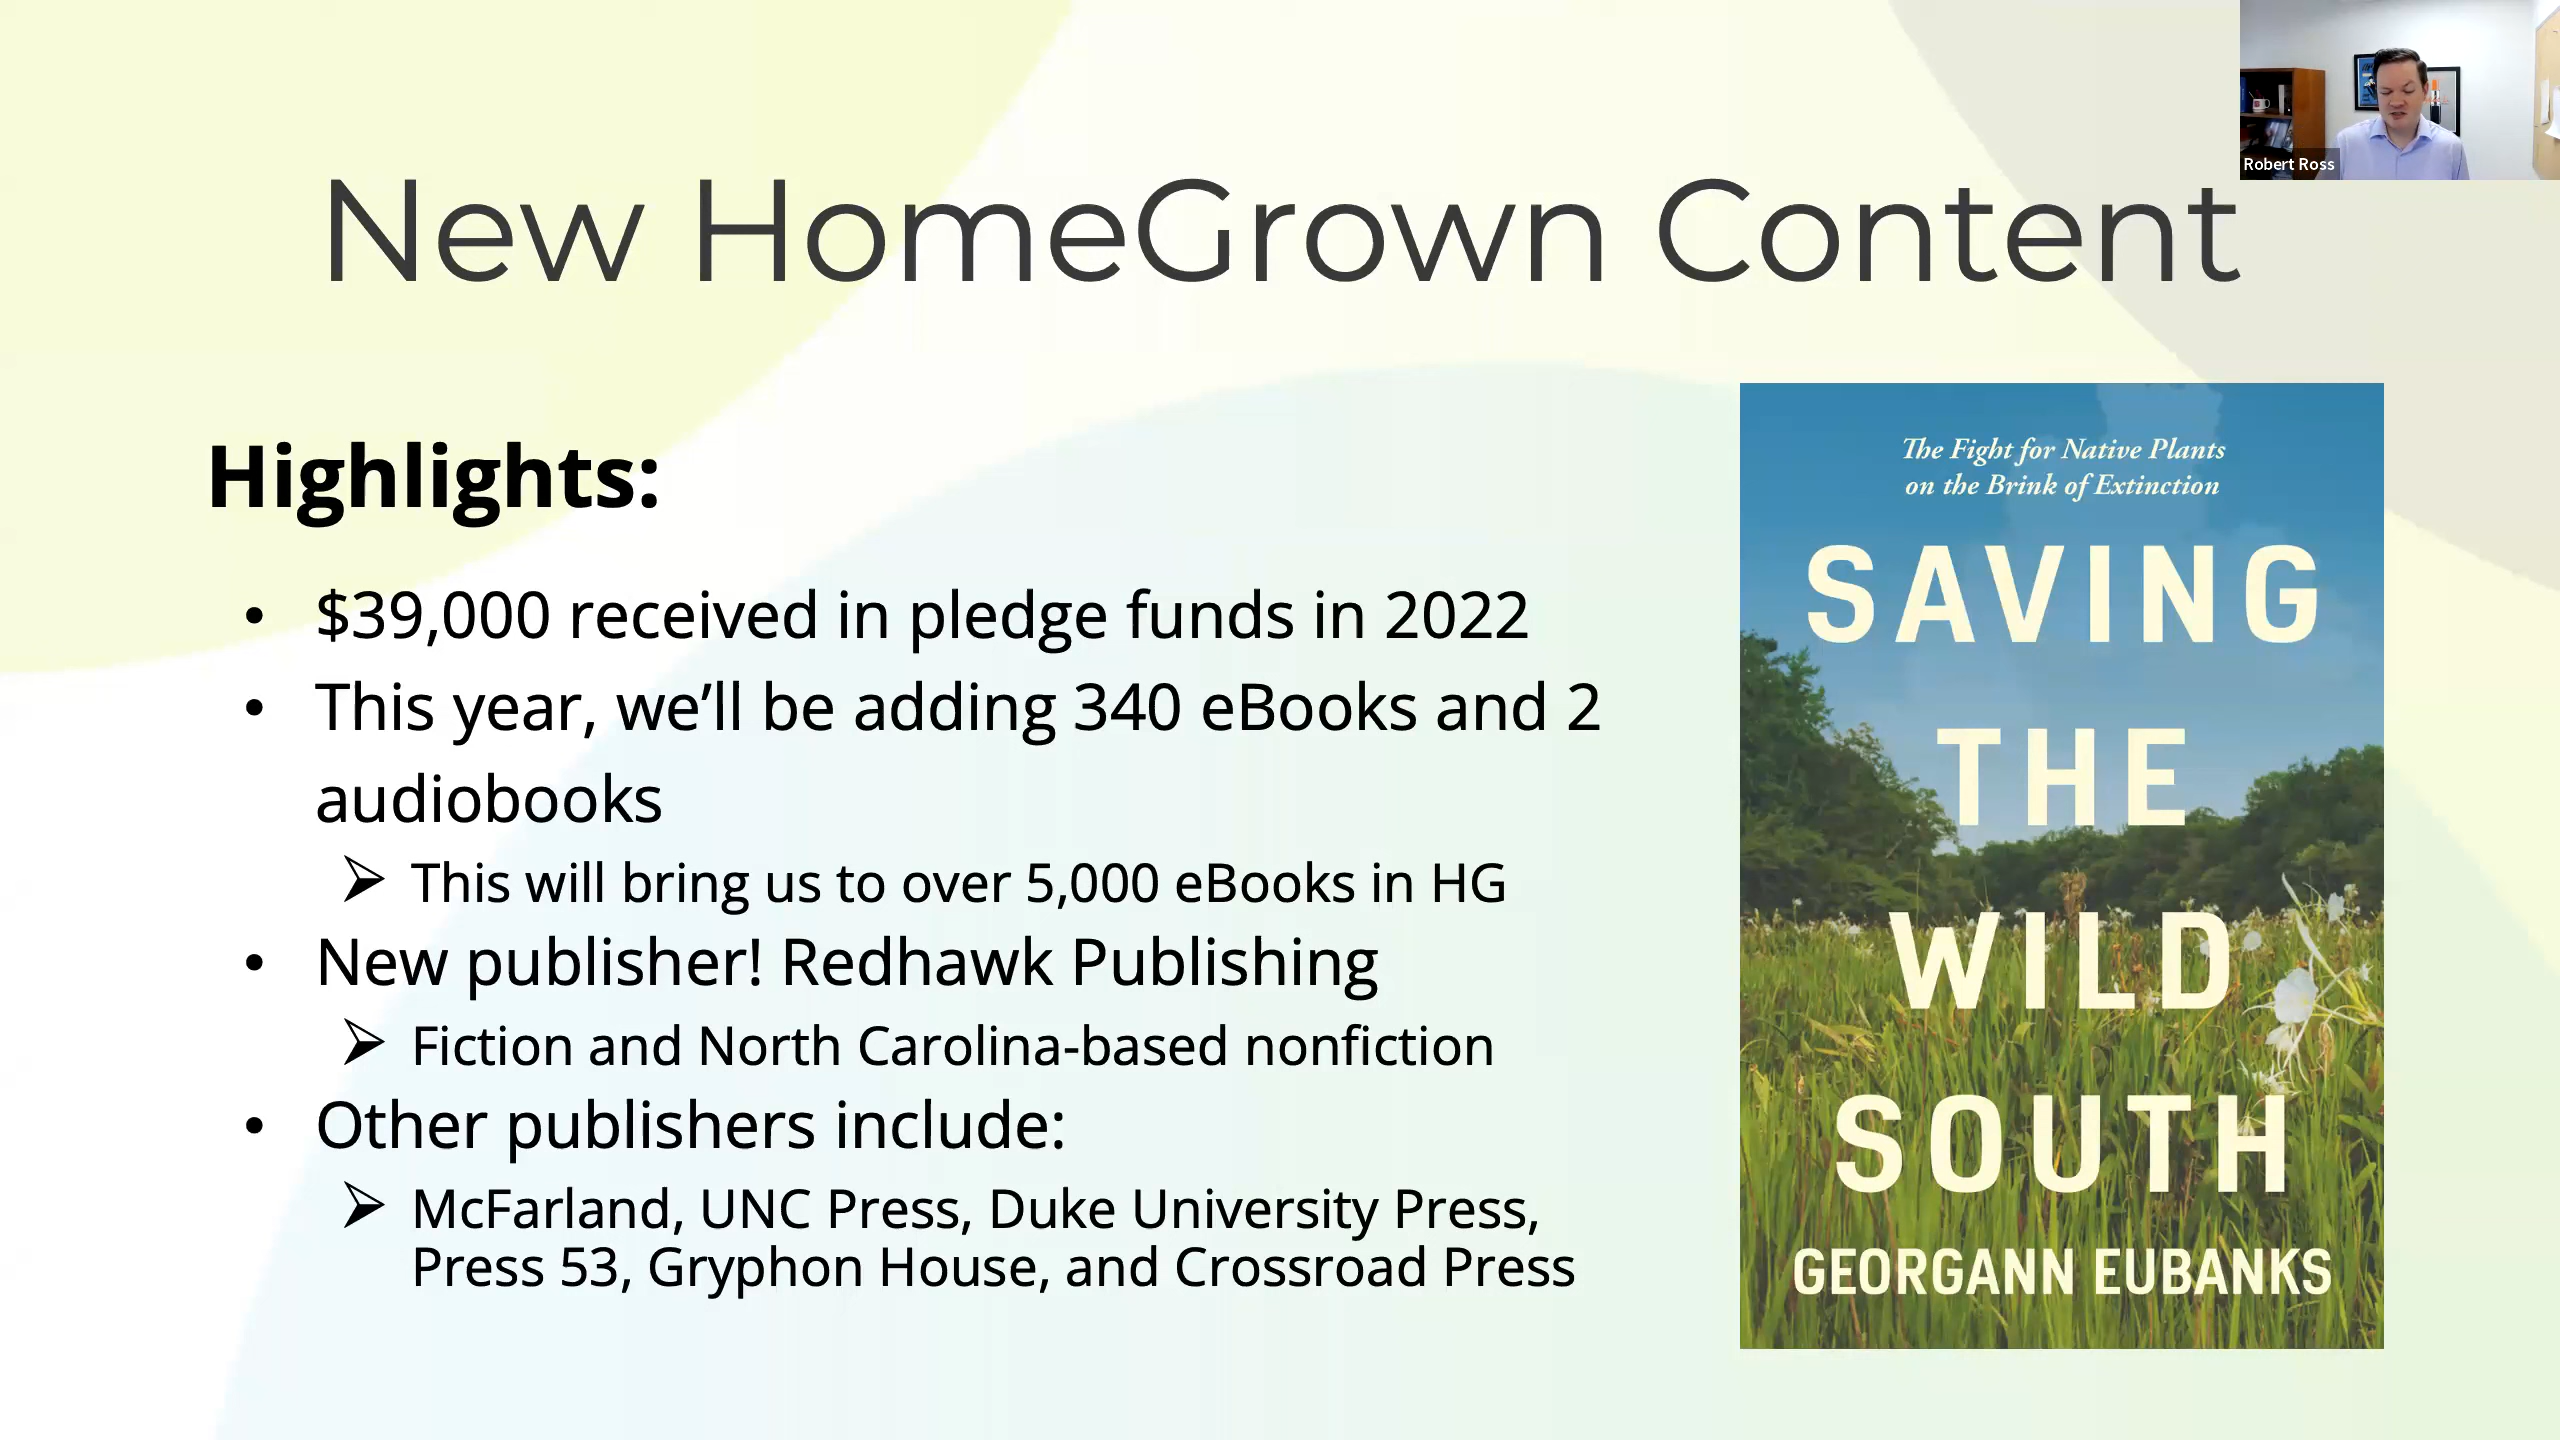 Robert Ross
New HomeGrown Content
Highlights:
• $39,000 received in pledge funds in 2022
• This year, we’ll be adding 340 eBooks and 2
audiobooks
➢ This will bring us to over 5,000 eBooks in HG
• New publisher! Redhawk Publishing
➢ Fiction and North Carolina-based nonfiction
• Other publishers include:
➢ McFarland, UNC Press, Duke University Press,
Press 53, Gryphon House, and Crossroad Press
The Fight for Native Plants
on the Brink of Extinction
SAVING
THE
WILD
SOUTH
GEORGANN EUBANKS